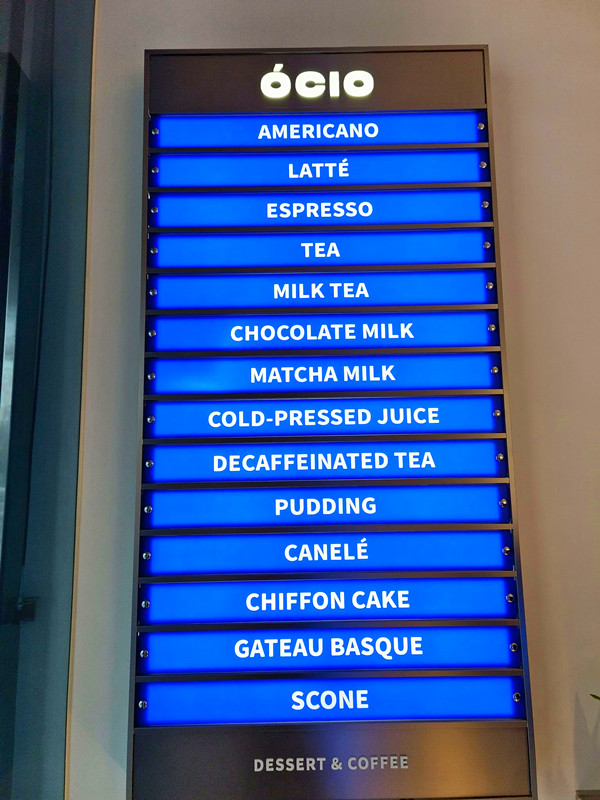 ÓCIO
AMERICANO
LATTÉ
ESPRESSO
TEA
MILK TEA
CHOCOLATE MILK
MATCHA MILK
COLD-PRESSED JUICE
DECAFFEINATED TEA
PUDDING
CANELÉ
CHIFFON CAKE
GATEAU BASQUE
SCONE
DESSERT & COFFEE